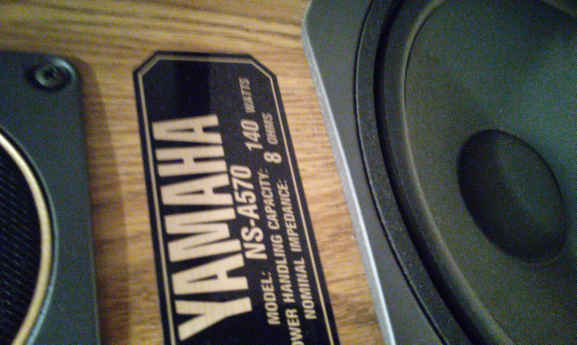 YAMAHA
MODEL: NS-A570
POWER HANDLING CAPACITY: 140 WATTS
NOMINAL IMPEDANCE: 8 OHMS